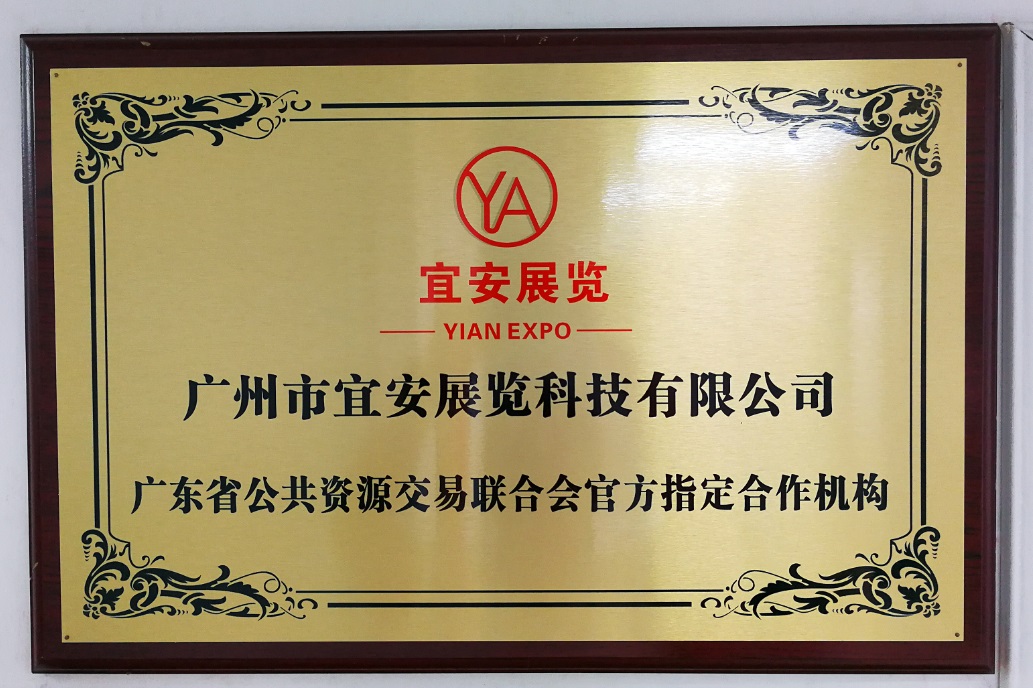 YA
宜安展览
YIAN EXPO
广州市宜安展览科技有限公司
广东省公共资源交易联合会官方指定合作机构